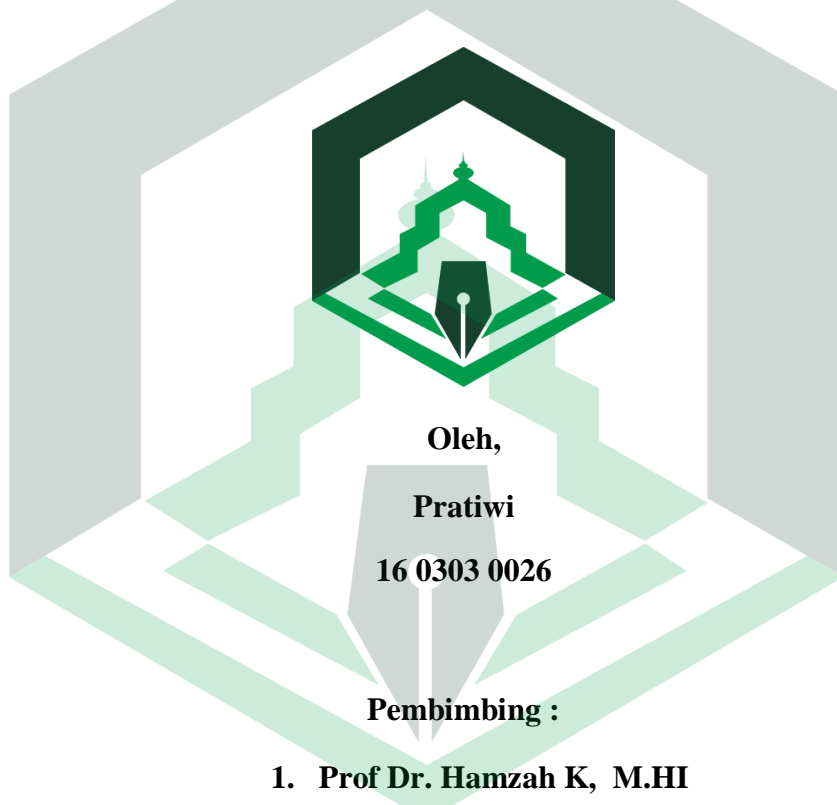 Oleh,
Pratiwi
16 0303 0026
Pembimbing :
1. Prof Dr. Hamzah K, M.HI